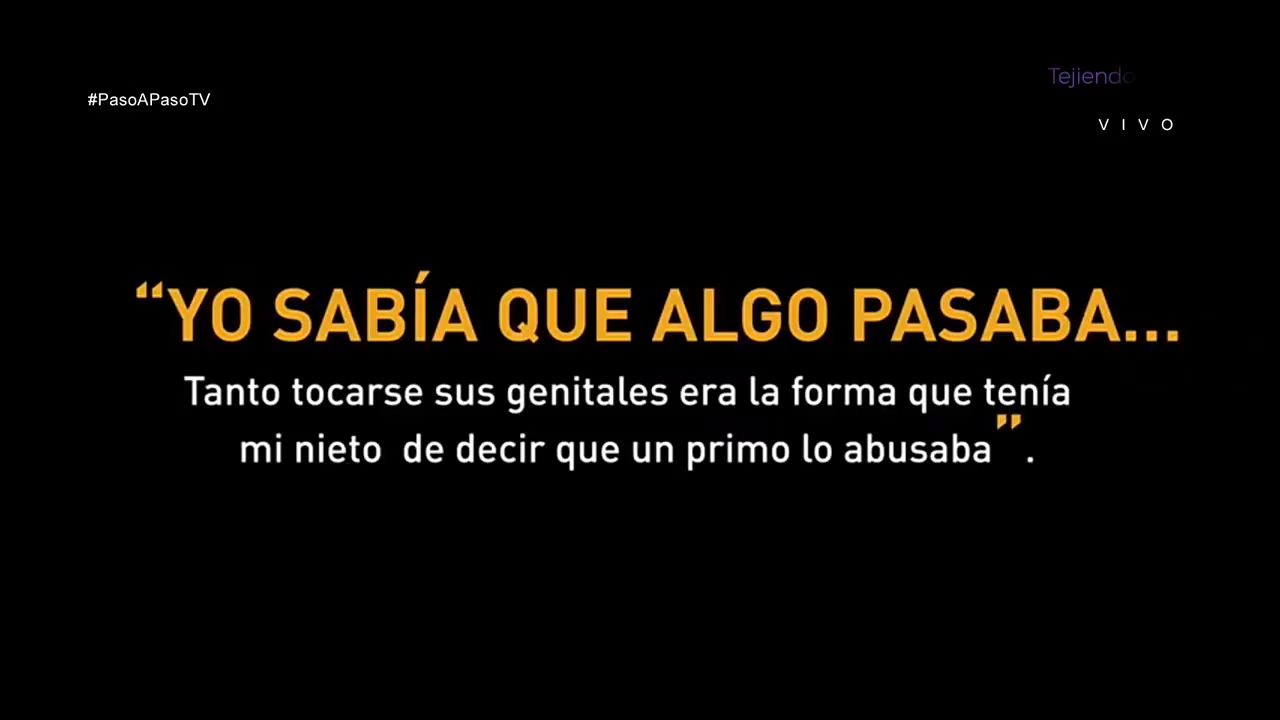 #PasoAPasoTV
Tejiendo
VIVO
“YO SABÍA QUE ALGO PASABA...
Tanto tocarse sus genitales era la forma que tenía
mi nieto de decir que un primo lo abusaba”.